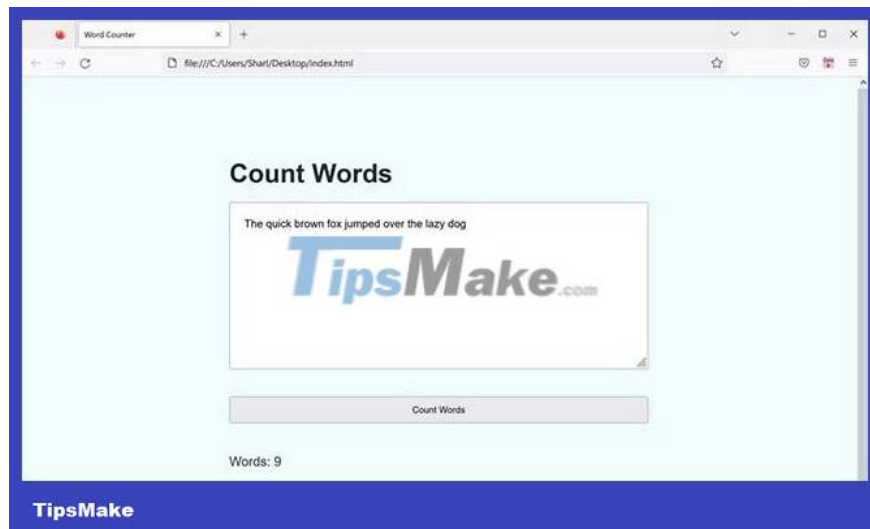 Word Counter
file:///C:/Users/Sharl/Desktop/index.html
Count Words
The quick brown fox jumped over the lazy dog
TipsMake.com
Count Words
Words: 9
TipsMake